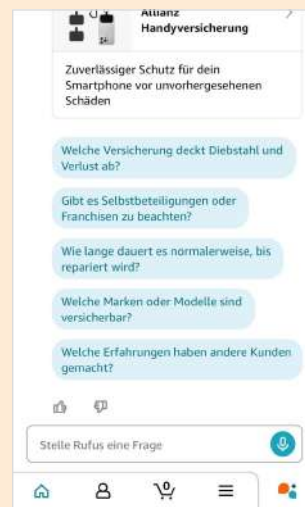 Allianz
Handyversicherung
Zuverlässiger Schutz für dein
Smartphone vor unvorhergesehenen
Schäden
Welche Versicherung deckt Diebstahl und
Verlust ab?
Gibt es Selbstbeteiligungen oder
Franchisen zu beachten?
Wie lange dauert es normalerweise, bis
repariert wird?
Welche Marken oder Modelle sind
versicherbar?
Welche Erfahrungen haben andere Kunden
gemacht?
Stelle Rufus eine Frage
0